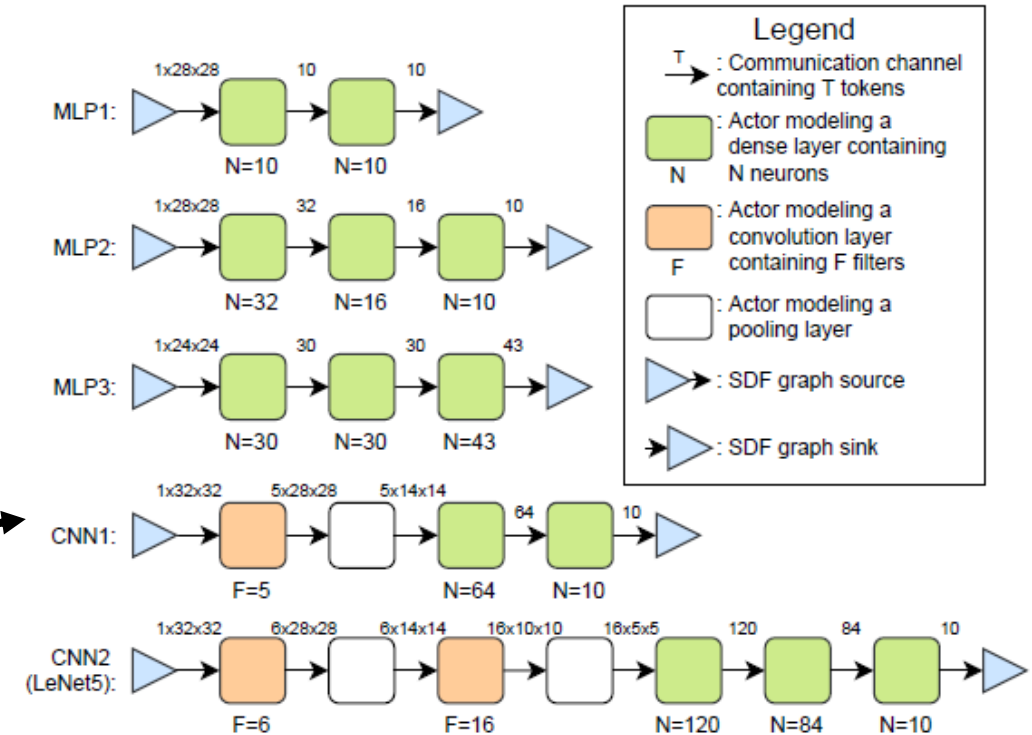 Legend
T
: Communication channel
containing T tokens
: Actor modeling a
dense layer containing
N neurons
N
: Actor modeling a
convolution layer
containing F filters
F
: Actor modeling a
pooling layer
: SDF graph source
: SDF graph sink
1x28x28 10 10
MLP1:
N=10 N=10
1x28x28 32 16 10
MLP2:
N=32 N=16 N=10
1x24x24 30 30 43
MLP3:
N=30 N=30 N=43
1x32x32 5x28x28 5x14x14 64 10
CNN1:
F=5 N=64 N=10
1x32x32 6x28x28 6x14x14 16x10x10 16x5x5 120 84 10
CNN2
(LeNet5):
F=6 F=16 N=120 N=84 N=10